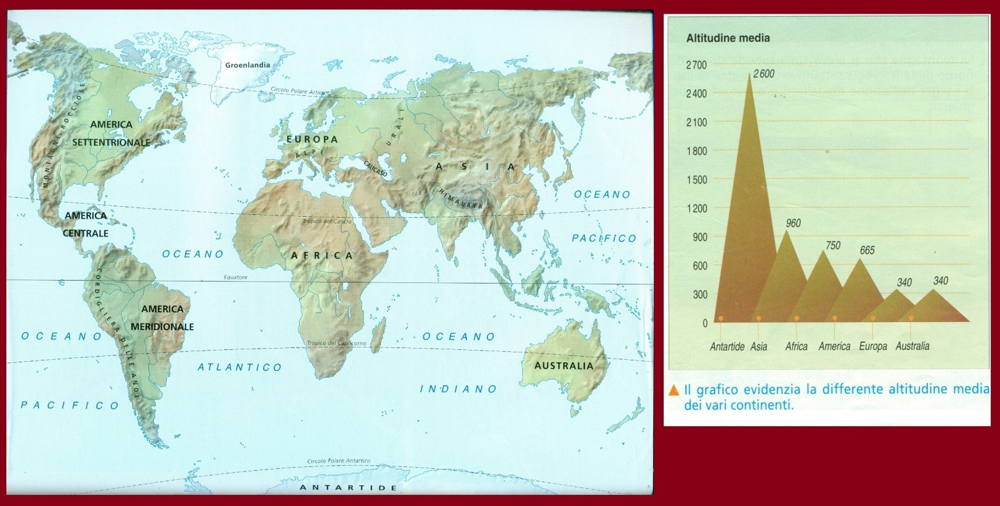 Groenlandia
Circolo Polare Artico
MONTAGNE ROCCIOSE
AMERICA
SETTENTRIONALE
EUROPA
ALPI
URALI
CAUCASO
ASIA
HIMALAYA
OCEANO
PACIFICO
AMERICA
CENTRALE
Tropico del Cancro
OCEANO
AFRICA
Equatore
CORDIGLIERA DELLE ANDE
AMERICA
MERIDIONALE
OCEANO
PACIFICO
ATLANTICO
Tropico del Capricorno
OCEANO
INDIANO
AUSTRALIA
Circolo Polare Antartico
ANTARTIDE
Altitudine media
2700
2600
2400
2100
1800
1500
1200
960
900
750
665
600
340
340
300
0
Antartide Asia Africa America Europa Australia
Il grafico evidenzia la differente altitudine media
dei vari continenti.